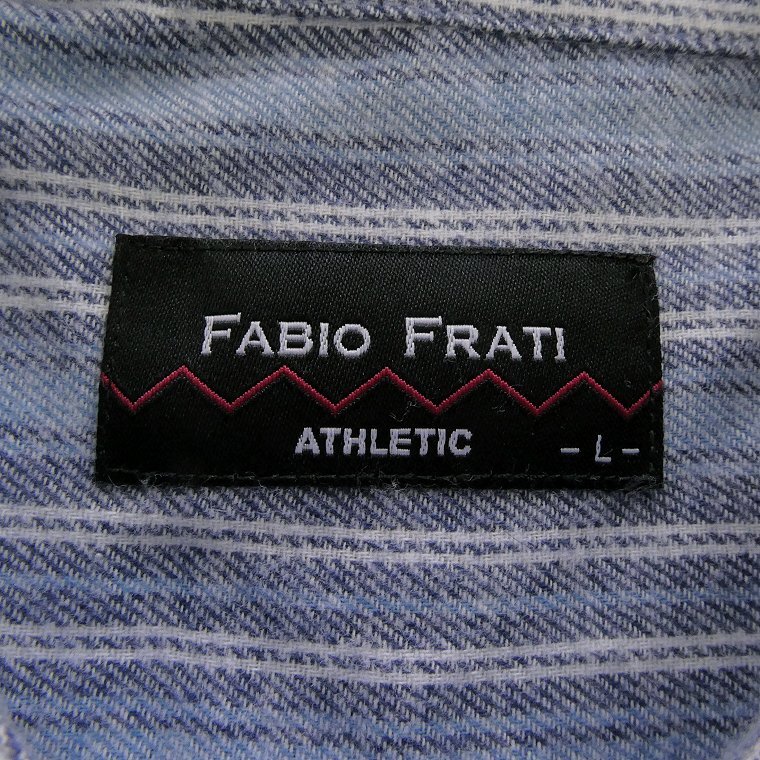 FABIO FRATI
ATHLETIC
- L -